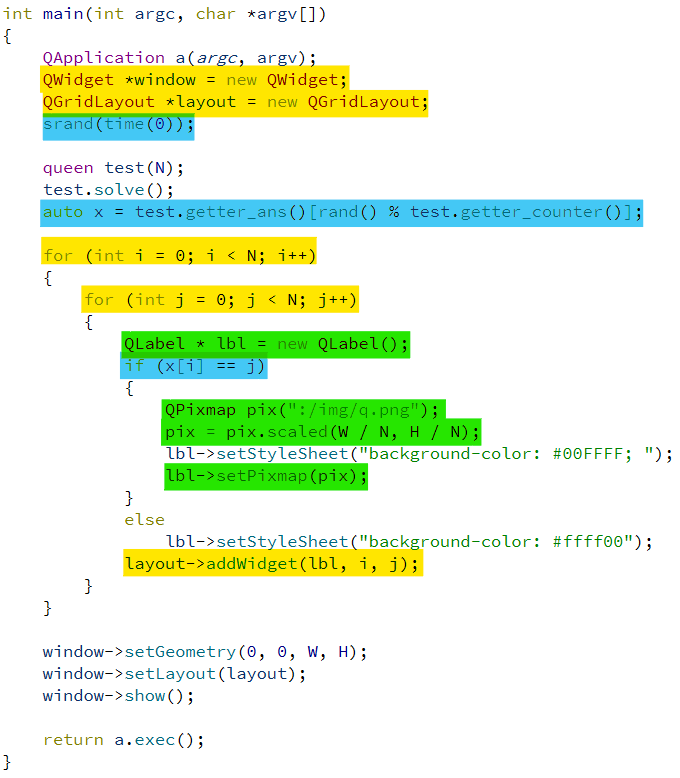 int main(int argc, char *argv[])
{
    QApplication a(argc, argv);
    QWidget *window = new QWidget;
    QGridLayout *layout = new QGridLayout;
    srand(time(0));

    queen test(N);
    test.solve();
    auto x = test.getter_ans()[rand() % test.getter_counter()];

    for (int i = 0; i < N; i++)
    {
        for (int j = 0; j < N; j++)
        {
            QLabel * lbl = new QLabel();
            if (x[i] == j)
            {
                QPixmap pix(":/img/q.png");
                pix = pix.scaled(W / N, H / N);
                lbl->setStyleSheet("background-color: #00FFFF; ");
                lbl->setPixmap(pix);
            }
            else
                lbl->setStyleSheet("background-color: #ffff00");
            layout->addWidget(lbl, i, j);
        }
    }

    window->setGeometry(0, 0, W, H);
    window->setLayout(layout);
    window->show();

    return a.exec();
}